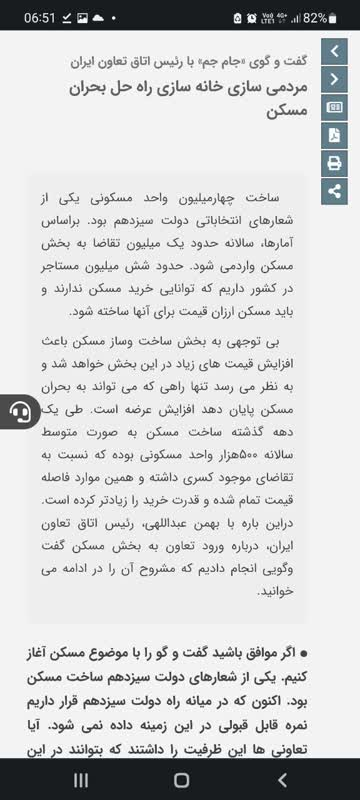 06:51
Vo)) 4G+ LTE1 82%
گفت و گوی «جام جم» با رئیس اتاق تعاون ایران
مردمی سازی خانه سازی راه حل بحران
مسکن
ساخت چهارمیلیون واحد مسکونی یکی از
شعارهای انتخاباتی دولت سیزدهم بود. براساس
آمارها، سالانه حدود یک میلیون تقاضا به بخش
مسکن واردمی شود. حدود شش میلیون مستاجر
در کشور داریم که توانایی خرید مسکن ندارند و
باید مسکن ارزان قیمت برای آنها ساخته شود.
بی توجهی به بخش ساخت وساز مسکن باعث
افزایش قیمت های زیاد در این بخش خواهد شد و
به نظر می رسد تنها راهی که می تواند به بحران
مسکن پایان دهد افزایش عرضه است. طی یک
دهه گذشته ساخت مسکن به صورت متوسط
سالانه ۵۰۰هزار واحد مسکونی بوده که نسبت به
تقاضای موجود کسری داشته و همین موارد فاصله
قیمت تمام شده و قدرت خرید را زیادتر کرده است.
دراین باره با بهمن عبداللهی، رئیس اتاق تعاون
ایران، درباره ورود تعاون به بخش مسکن گفت
وگویی انجام دادیم که مشروح آن را در ادامه می
خوانید.
● اگر موافق باشید گفت و گو را با موضوع مسکن آغاز
کنیم. یکی از شعارهای دولت سیزدهم ساخت مسکن
بود. اکنون که در میانه راه دولت سیزدهم قرار داریم
نمره قابل قبولی در این زمینه داده نمی شود. آیا
تعاونی ها این ظرفیت را داشتند که بتوانند در این